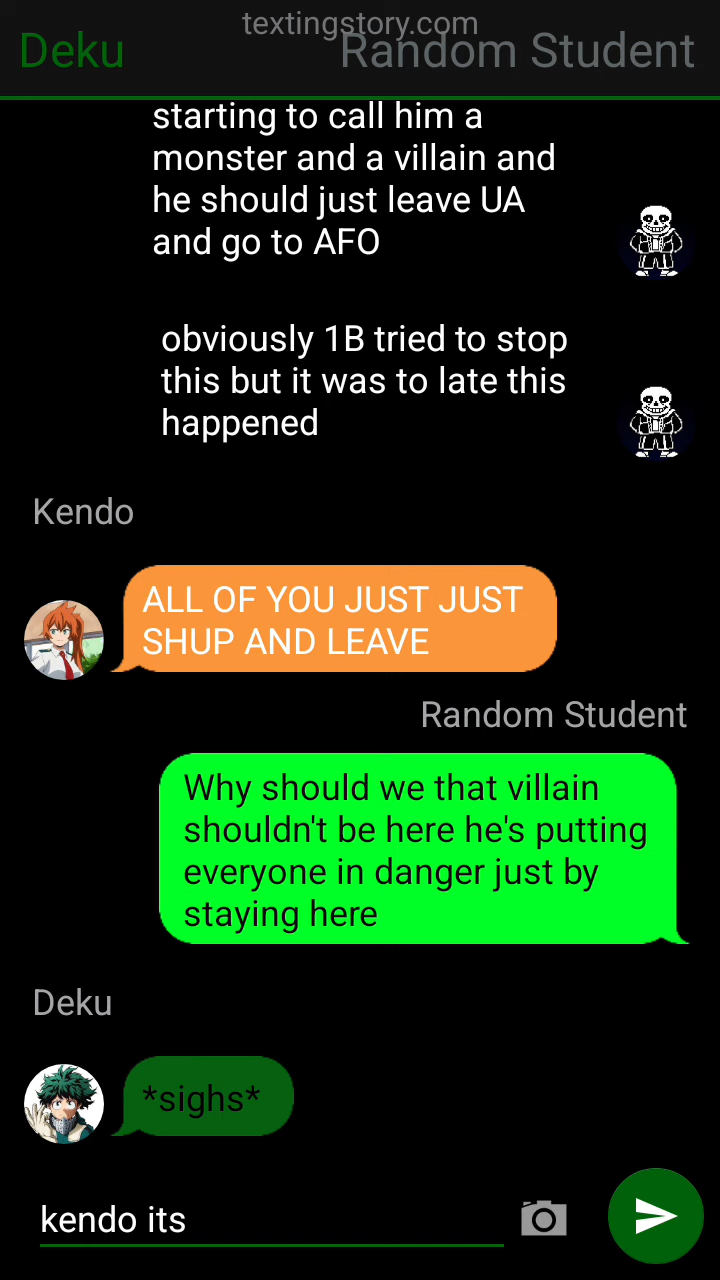 textingstory.com
Deku
Random Student
starting to call him a
monster and a villain and
he should just leave UA
and go to AFO
obviously 1B tried to stop
this but it was to late this
happened
Kendo
ALL OF YOU JUST JUST
SHUP AND LEAVE
Random Student
Why should we that villain
shouldn't be here he's putting
everyone in danger just by
staying here
Deku
*sighs*
kendo its